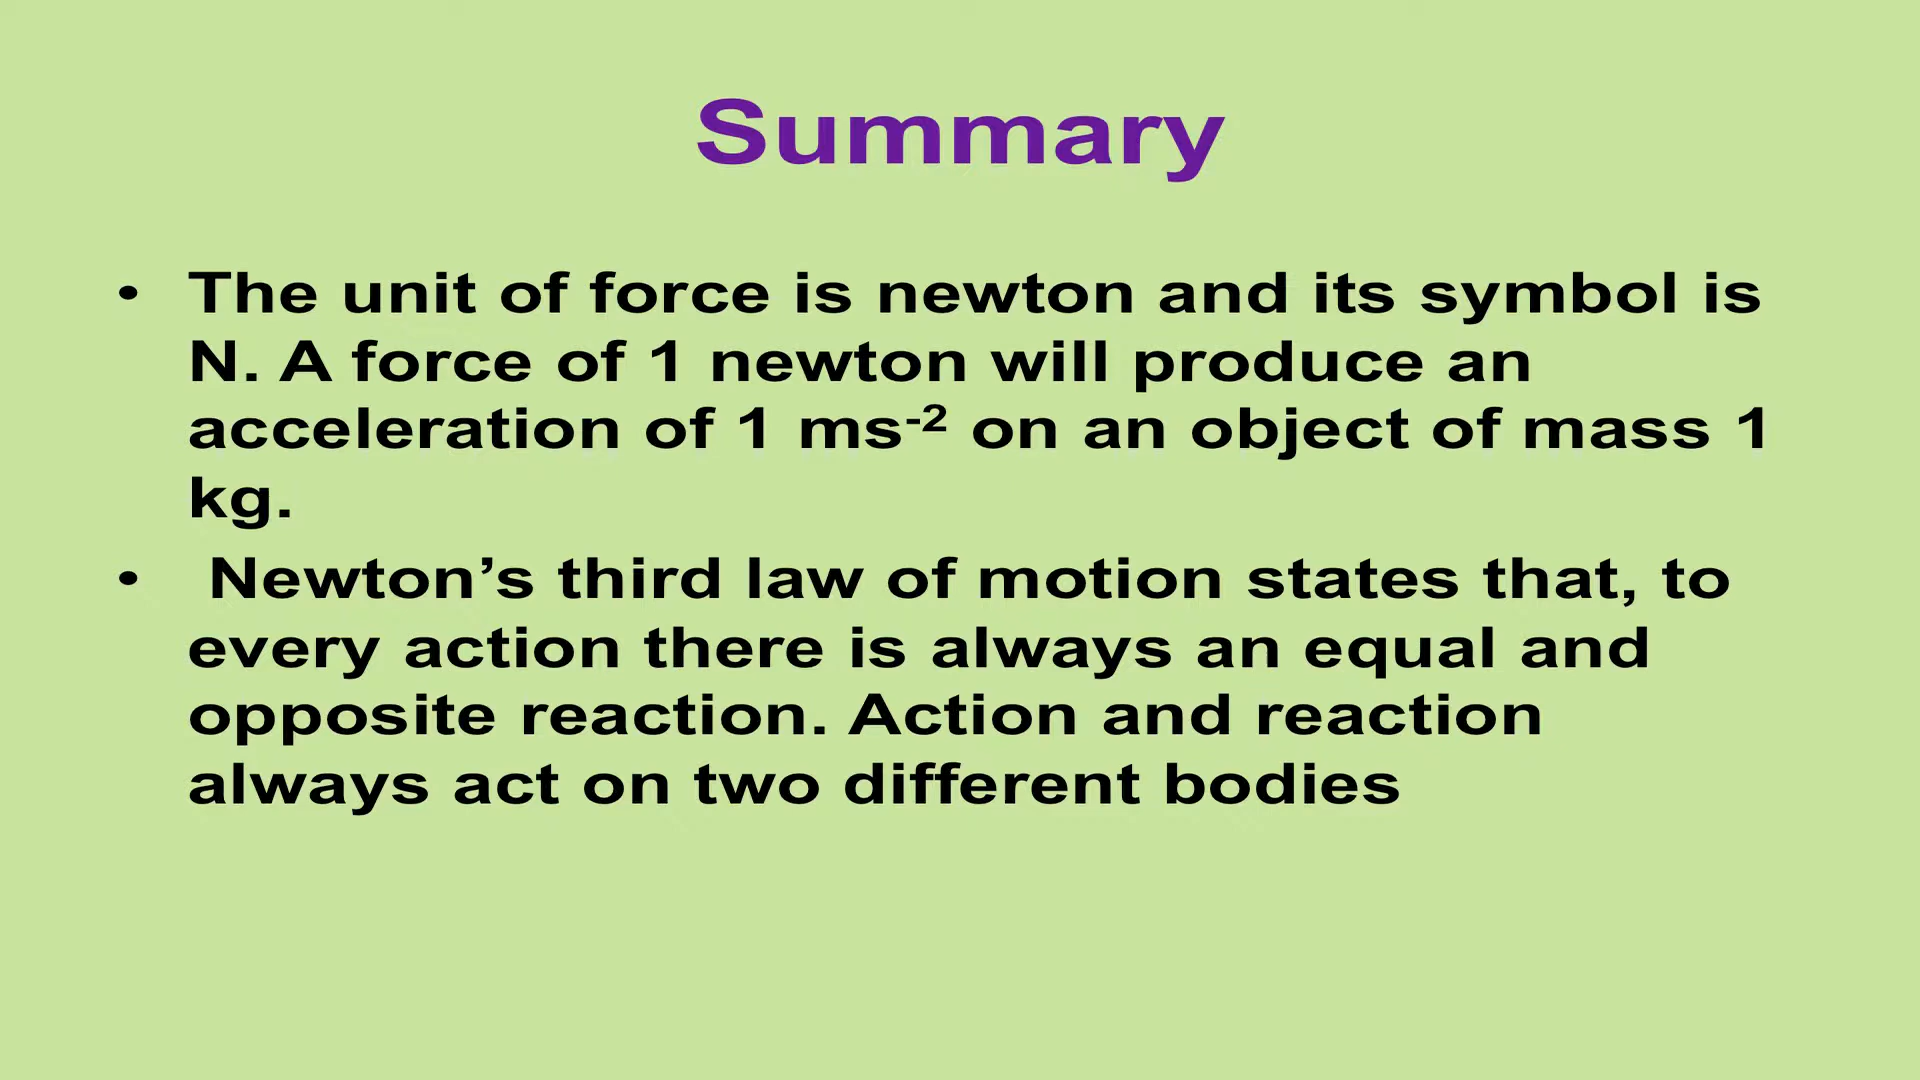 Summary
• The unit of force is newton and its symbol is
N. A force of 1 newton will produce an
acceleration of 1 ms⁻² on an object of mass 1
kg.
• Newton’s third law of motion states that, to
every action there is always an equal and
opposite reaction. Action and reaction
always act on two different bodies